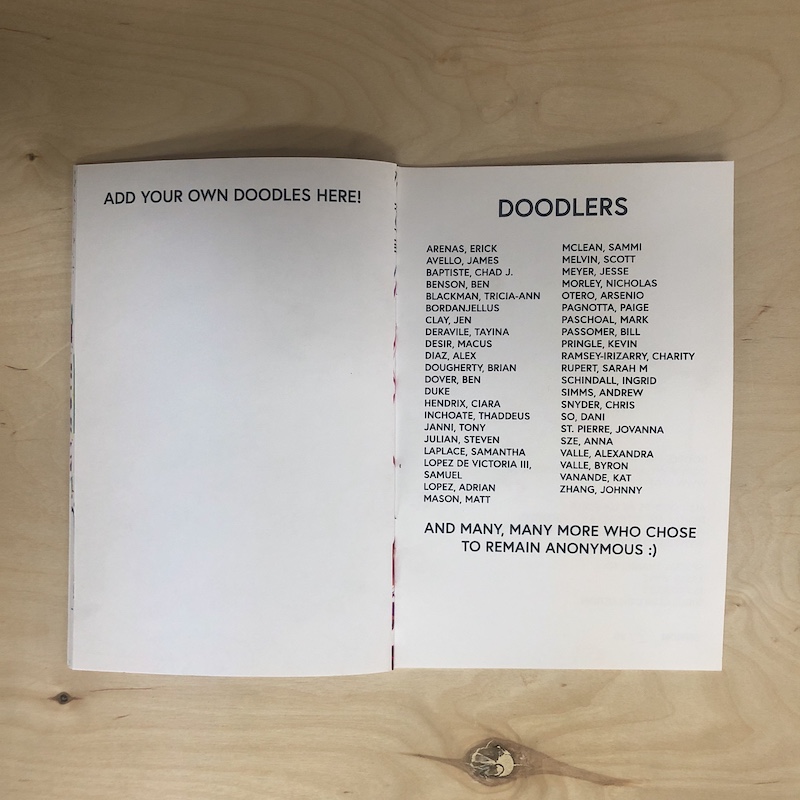 ADD YOUR OWN DOODLES HERE!
DOODLERS
ARENAS, ERICK
AVELLO, JAMES
BAPTISTE, CHAD J.
BENSON, BEN
BLACKMAN, TRICIA-ANN
BORDANJELLUS
CLAY, JEN
DERAVILE, TAYINA
DESIR, MACUS
DIAZ, ALEX
DOUGHERTY, BRIAN
DOVER, BEN
DUKE
HENDRIX, CIARA
INCHOATE, THADDEUS
JANNI, TONY
JULIAN, STEVEN
LAPLACE, SAMANTHA
LOPEZ DE VICTORIA III,
SAMUEL
LOPEZ, ADRIAN
MASON, MATT
MCLEAN, SAMMI
MELVIN, SCOTT
MEYER, JESSE
MORLEY, NICHOLAS
OTERO, ARSENIO
PAGNOTTA, PAIGE
PASCHOAL, MARK
PASSOMER, BILL
PRINGLE, KEVIN
RAMSEY-IRIZARRY, CHARITY
RUPERT, SARAH M
SCHINDALL, INGRID
SIMMS, ANDREW
SNYDER, CHRIS
SO, DANI
ST. PIERRE, JOVANNA
SZE, ANNA
VALLE, ALEXANDRA
VALLE, BYRON
VANANDE, KAT
ZHANG, JOHNNY
AND MANY, MANY MORE WHO CHOSE
TO REMAIN ANONYMOUS :)